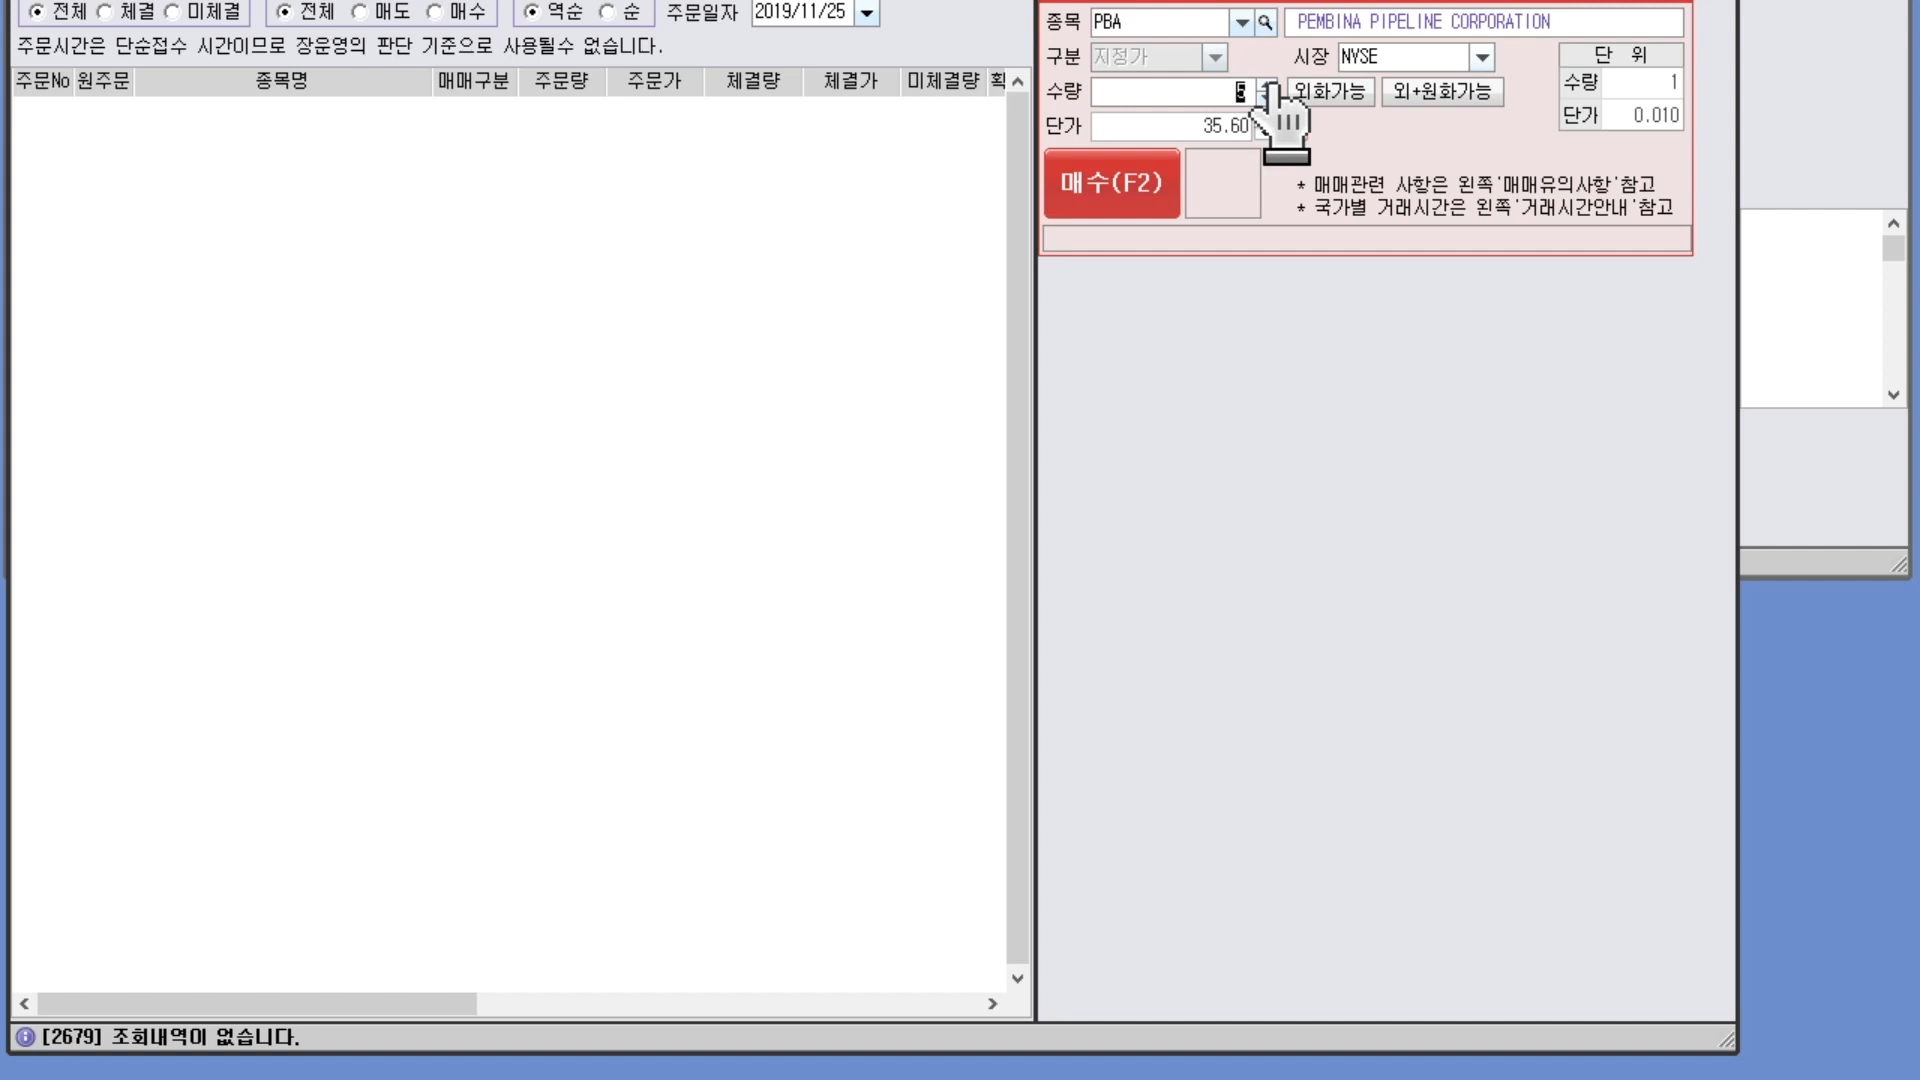 전체 체결 미체결 전체 매도 매수 역순 순 주문일자 2019/11/25
주문시간은 단순접수 시간이므로 장운영의 판단 기준으로 사용될수 없습니다.
주문No 원주문 종목명 매매구분 주문량 주문가 체결량 체결가 미체결량
종목 PBA PEMBINA PIPELINE CORPORATION
구분 지정가 시장 NYSE
단 위
수량 외화가능 외+원화가능
수량 1
단가 35.60
단가 0.010
매수(F2)
* 매매관련 사항은 왼쪽'매매유의사항'참고
* 국가별 거래시간은 왼쪽'거래시간안내'참고
[2679] 조회내역이 없습니다.